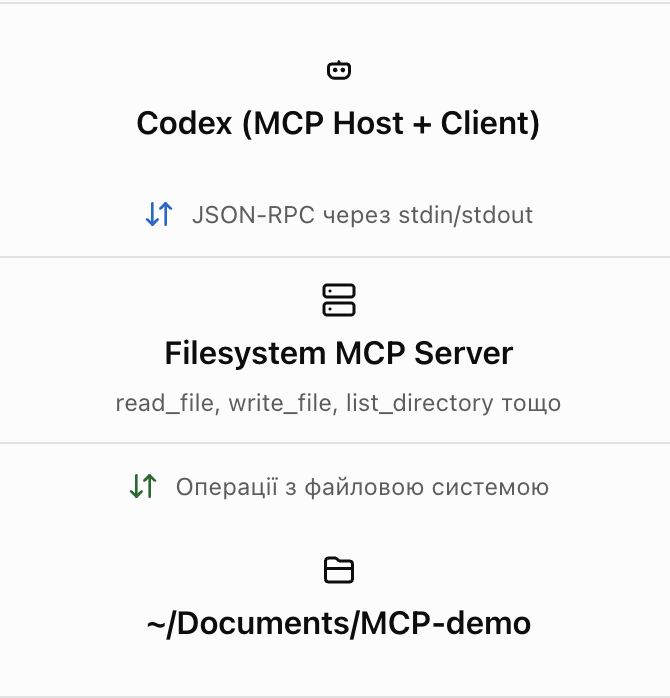 Codex (MCP Host + Client)
JSON-RPC через stdin/stdout
Filesystem MCP Server
read_file, write_file, list_directory тощо
Операції з файловою системою
~/Documents/MCP-demo